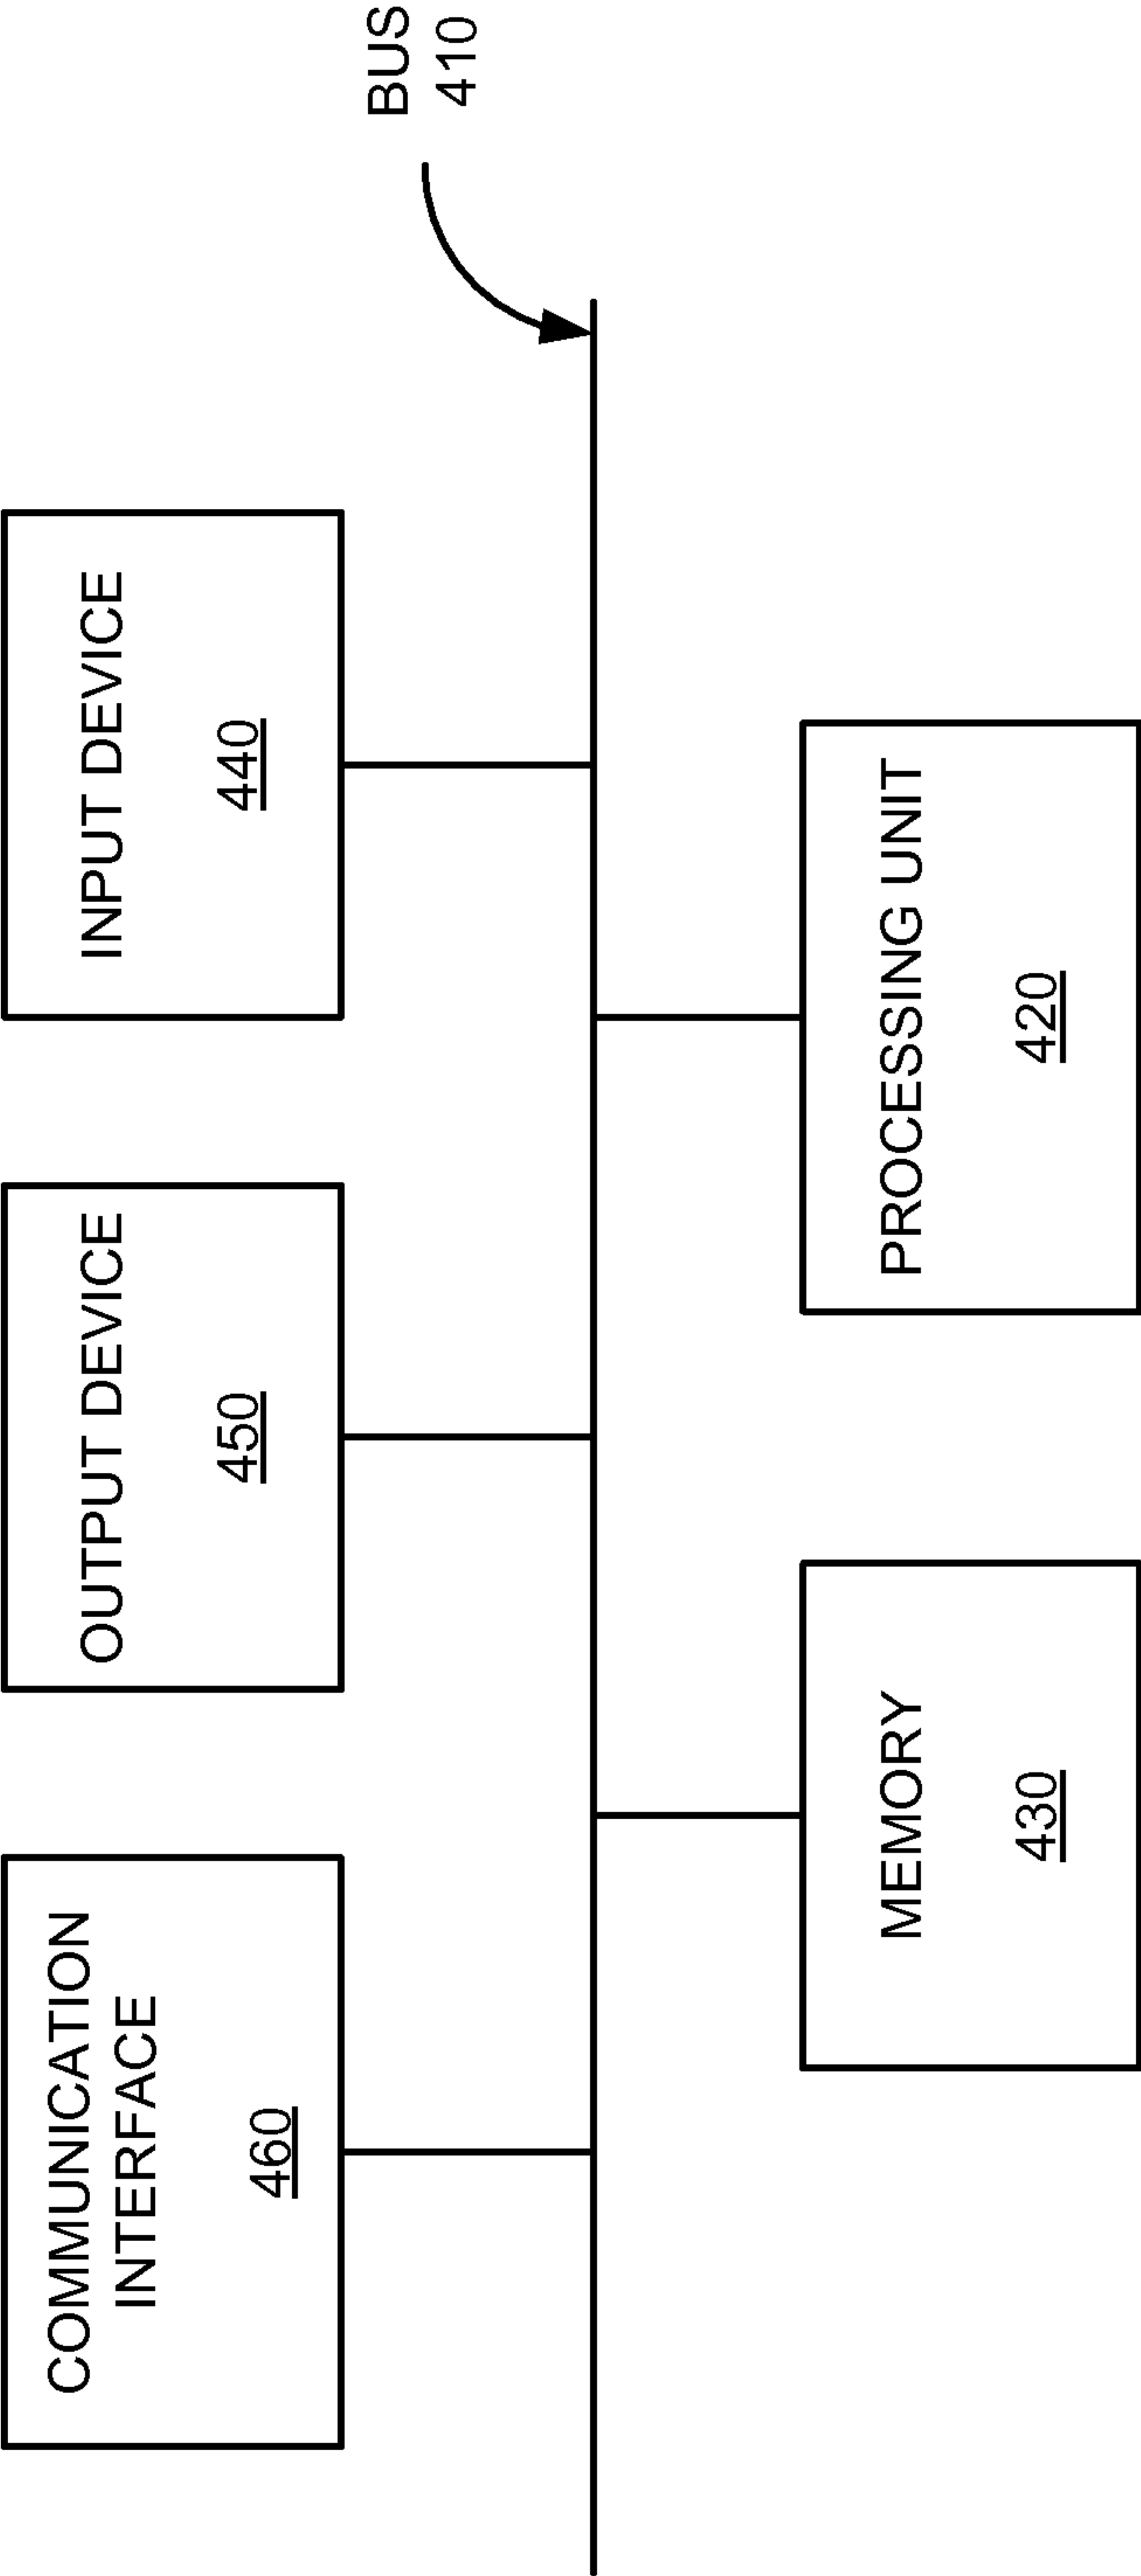 COMMUNICATION
INTERFACE
460
OUTPUT DEVICE
450
INPUT DEVICE
440
BUS
410
MEMORY
430
PROCESSING UNIT
420